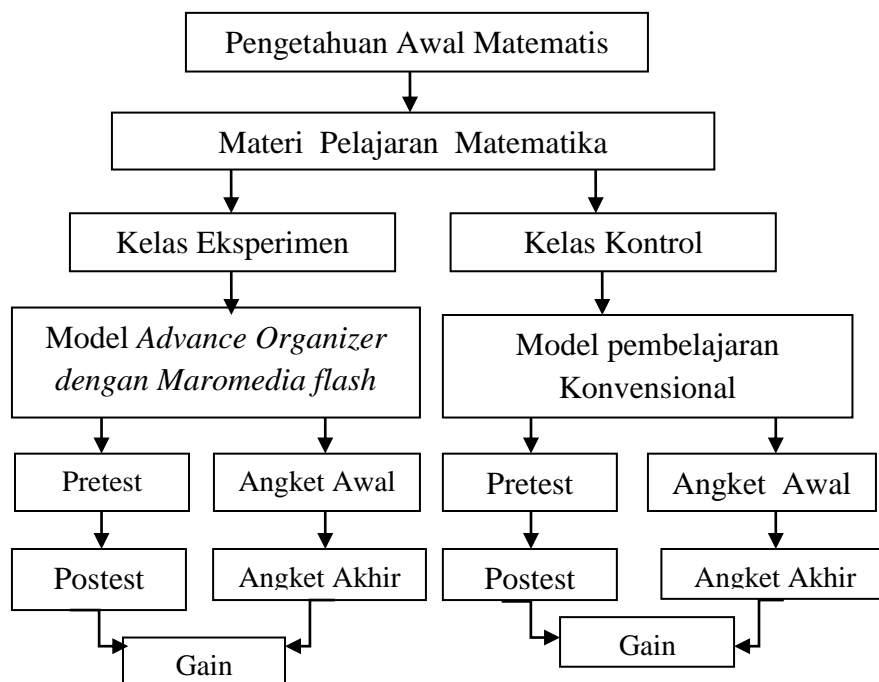 Pengetahuan Awal Matematis
Materi Pelajaran Matematika
Kelas Eksperimen
Kelas Kontrol
Model Advance Organizer
dengan Maromedia flash
Model pembelajaran
Konvensional
Pretest
Angket Awal
Pretest
Angket Awal
Postest
Angket Akhir
Postest
Angket Akhir
Gain
Gain